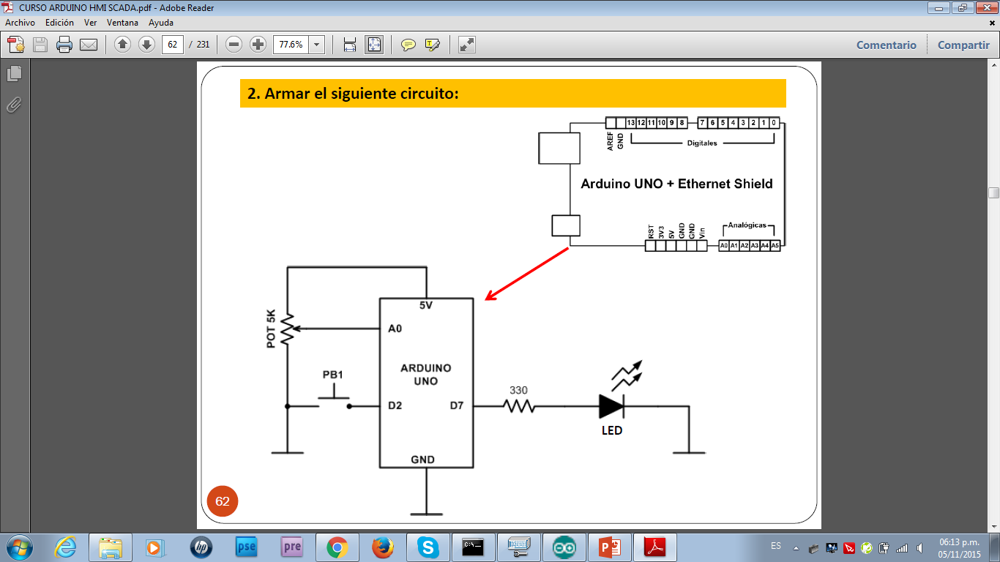 CURSO ARDUINO HMI SCADA.pdf - Adobe Reader
Archivo Edición Ver Ventana Ayuda
62 / 231 77.6% Comentario Compartir
2. Armar el siguiente circuito:
13 12 11 10 9 8 7 6 5 4 3 2 1 0
AREF GND Digitales
Arduino UNO + Ethernet Shield
RST 3V3 5V GND GND Vin Analógicas
A0 A1 A2 A3 A4 A5
5V
POT 5K A0
ARDUINO
UNO
PB1
330
D2 D7
LED
GND
62
hp pse pre S C:\ P
ES 06:13 p.m.
05/11/2015